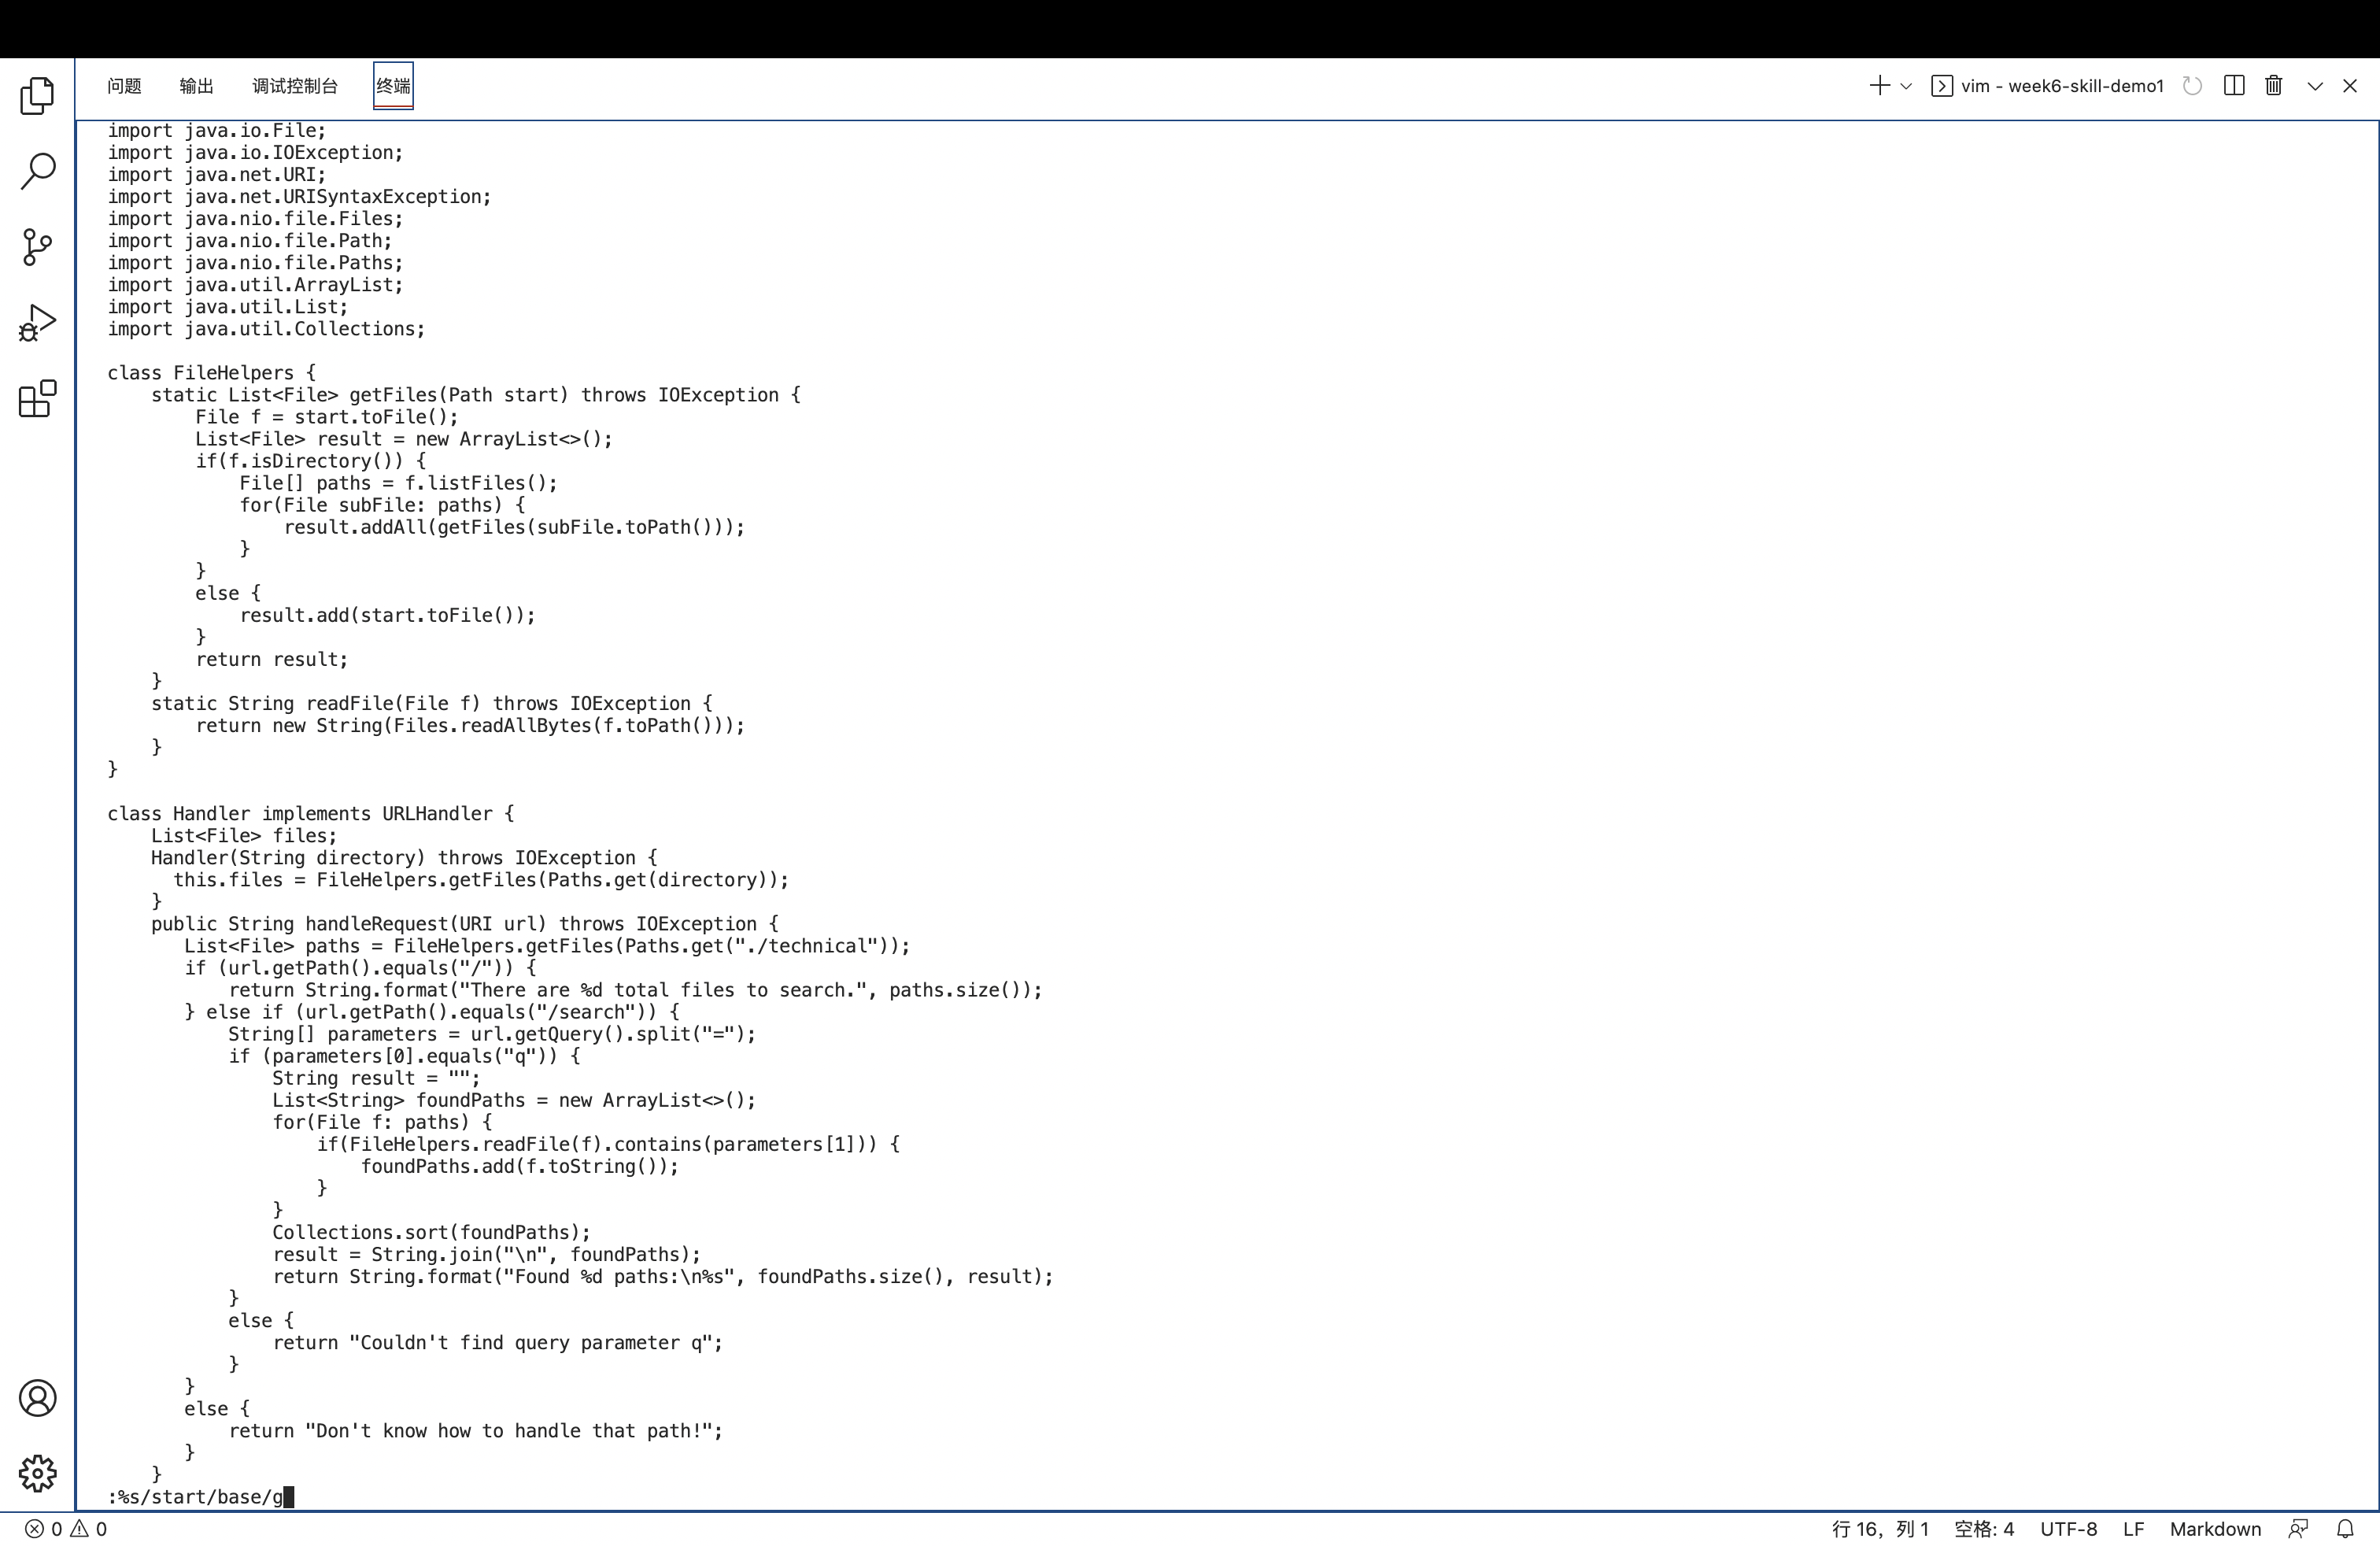 问题 输出 调试控制台 终端 vim - week6-skill-demo1
import java.io.File;
import java.io.IOException;
import java.net.URI;
import java.net.URISyntaxException;
import java.nio.file.Files;
import java.nio.file.Path;
import java.nio.file.Paths;
import java.util.ArrayList;
import java.util.List;
import java.util.Collections;

class FileHelpers {
    static List<File> getFiles(Path start) throws IOException {
        File f = start.toFile();
        List<File> result = new ArrayList<>();
        if(f.isDirectory()) {
            File[] paths = f.listFiles();
            for(File subFile: paths) {
                result.addAll(getFiles(subFile.toPath()));
            }
        }
        else {
            result.add(start.toFile());
        }
        return result;
    }
    static String readFile(File f) throws IOException {
        return new String(Files.readAllBytes(f.toPath()));
    }
}

class Handler implements URLHandler {
    List<File> files;
    Handler(String directory) throws IOException {
      this.files = FileHelpers.getFiles(Paths.get(directory));
    }
    public String handleRequest(URI url) throws IOException {
       List<File> paths = FileHelpers.getFiles(Paths.get("./technical"));
       if (url.getPath().equals("/")) {
           return String.format("There are %d total files to search.", paths.size());
       } else if (url.getPath().equals("/search")) {
           String[] parameters = url.getQuery().split("=");
           if (parameters[0].equals("q")) {
               String result = "";
               List<String> foundPaths = new ArrayList<>();
               for(File f: paths) {
                   if(FileHelpers.readFile(f).contains(parameters[1])) {
                       foundPaths.add(f.toString());
                   }
               }
               Collections.sort(foundPaths);
               result = String.join("\n", foundPaths);
               return String.format("Found %d paths:\n%s", foundPaths.size(), result);
           }
           else {
               return "Couldn't find query parameter q";
           }
       }
       else {
           return "Don't know how to handle that path!";
       }
    }
:%s/start/base/g
0 0 行 16，列 1 空格: 4 UTF-8 LF Markdown